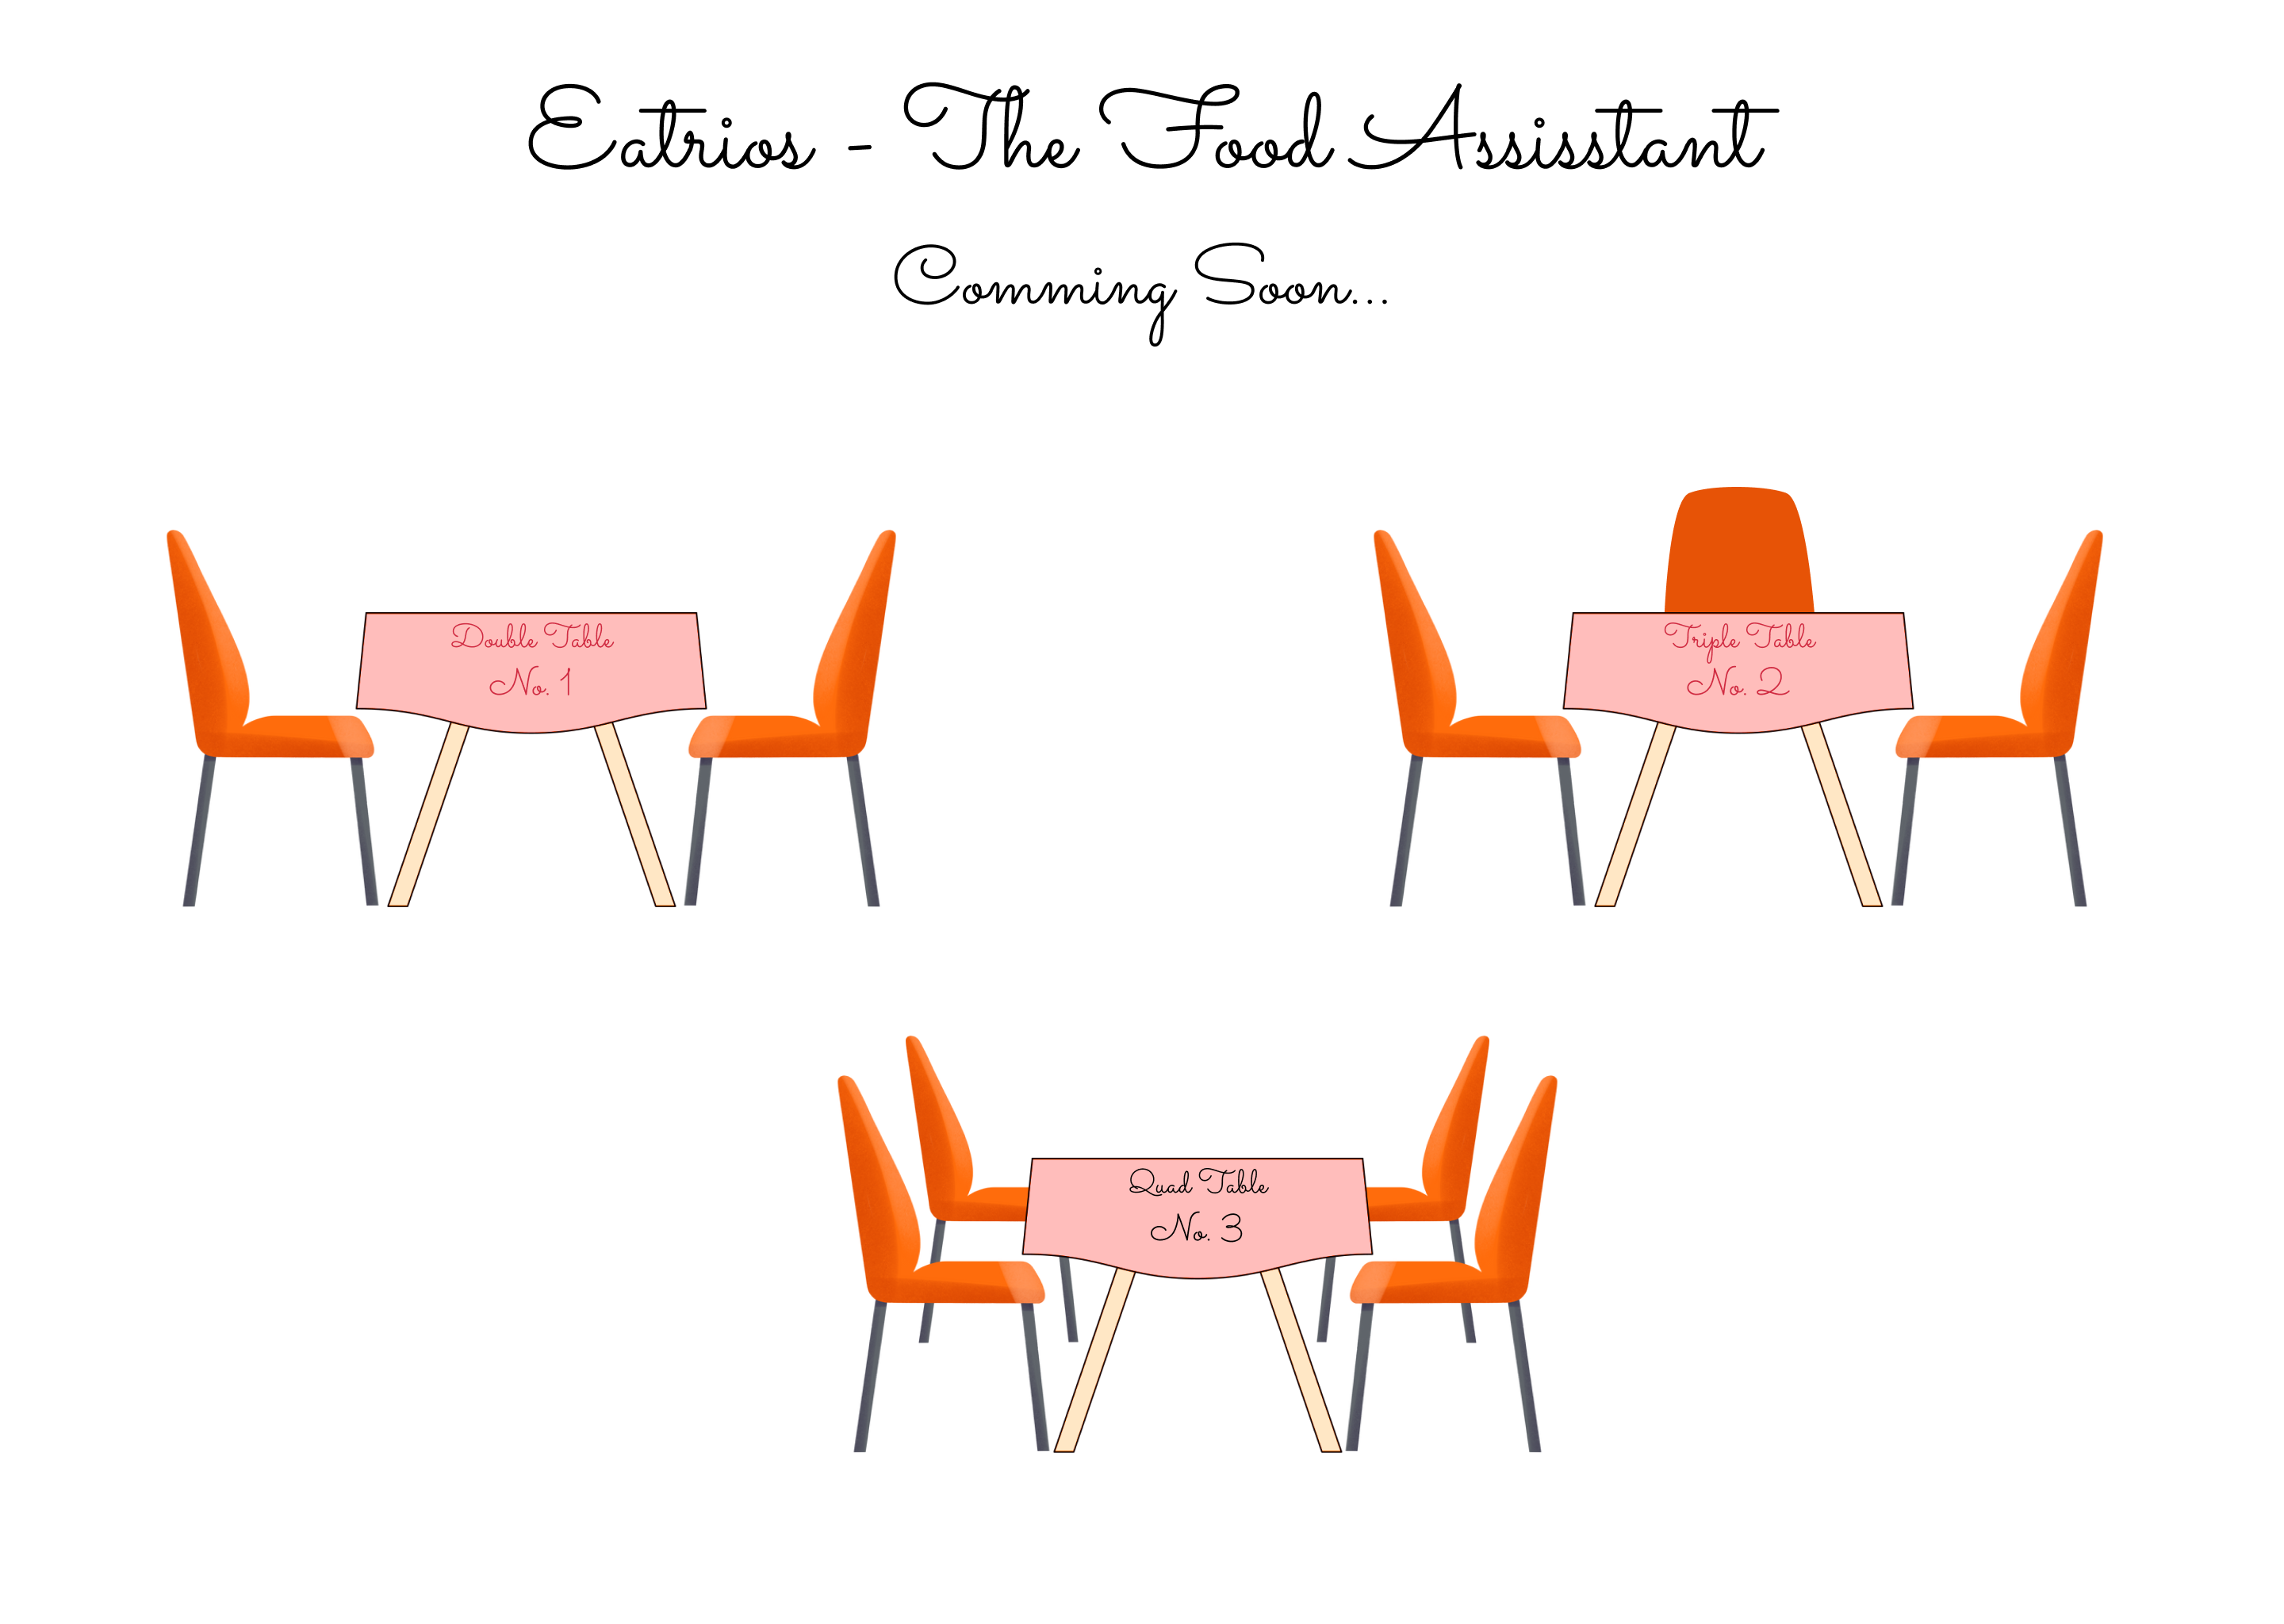 Eatrios - The Food Assisstant
Comming Soon...
Double Table
No. 1
Triple Table
No. 2
Quad Table
No. 3